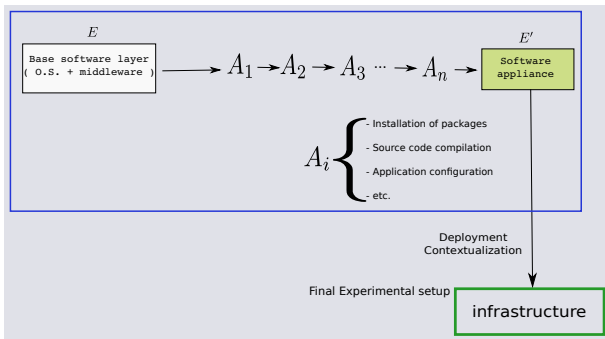 E
Base software layer
( O.S. + middleware )
A₁ → A₂ → A₃ ··· → Aₙ
E′
Software
appliance
Aᵢ {
- Installation of packages
- Source code compilation
- Application configuration
- etc.
Deployment
Contextualization
Final Experimental setup
infrastructure